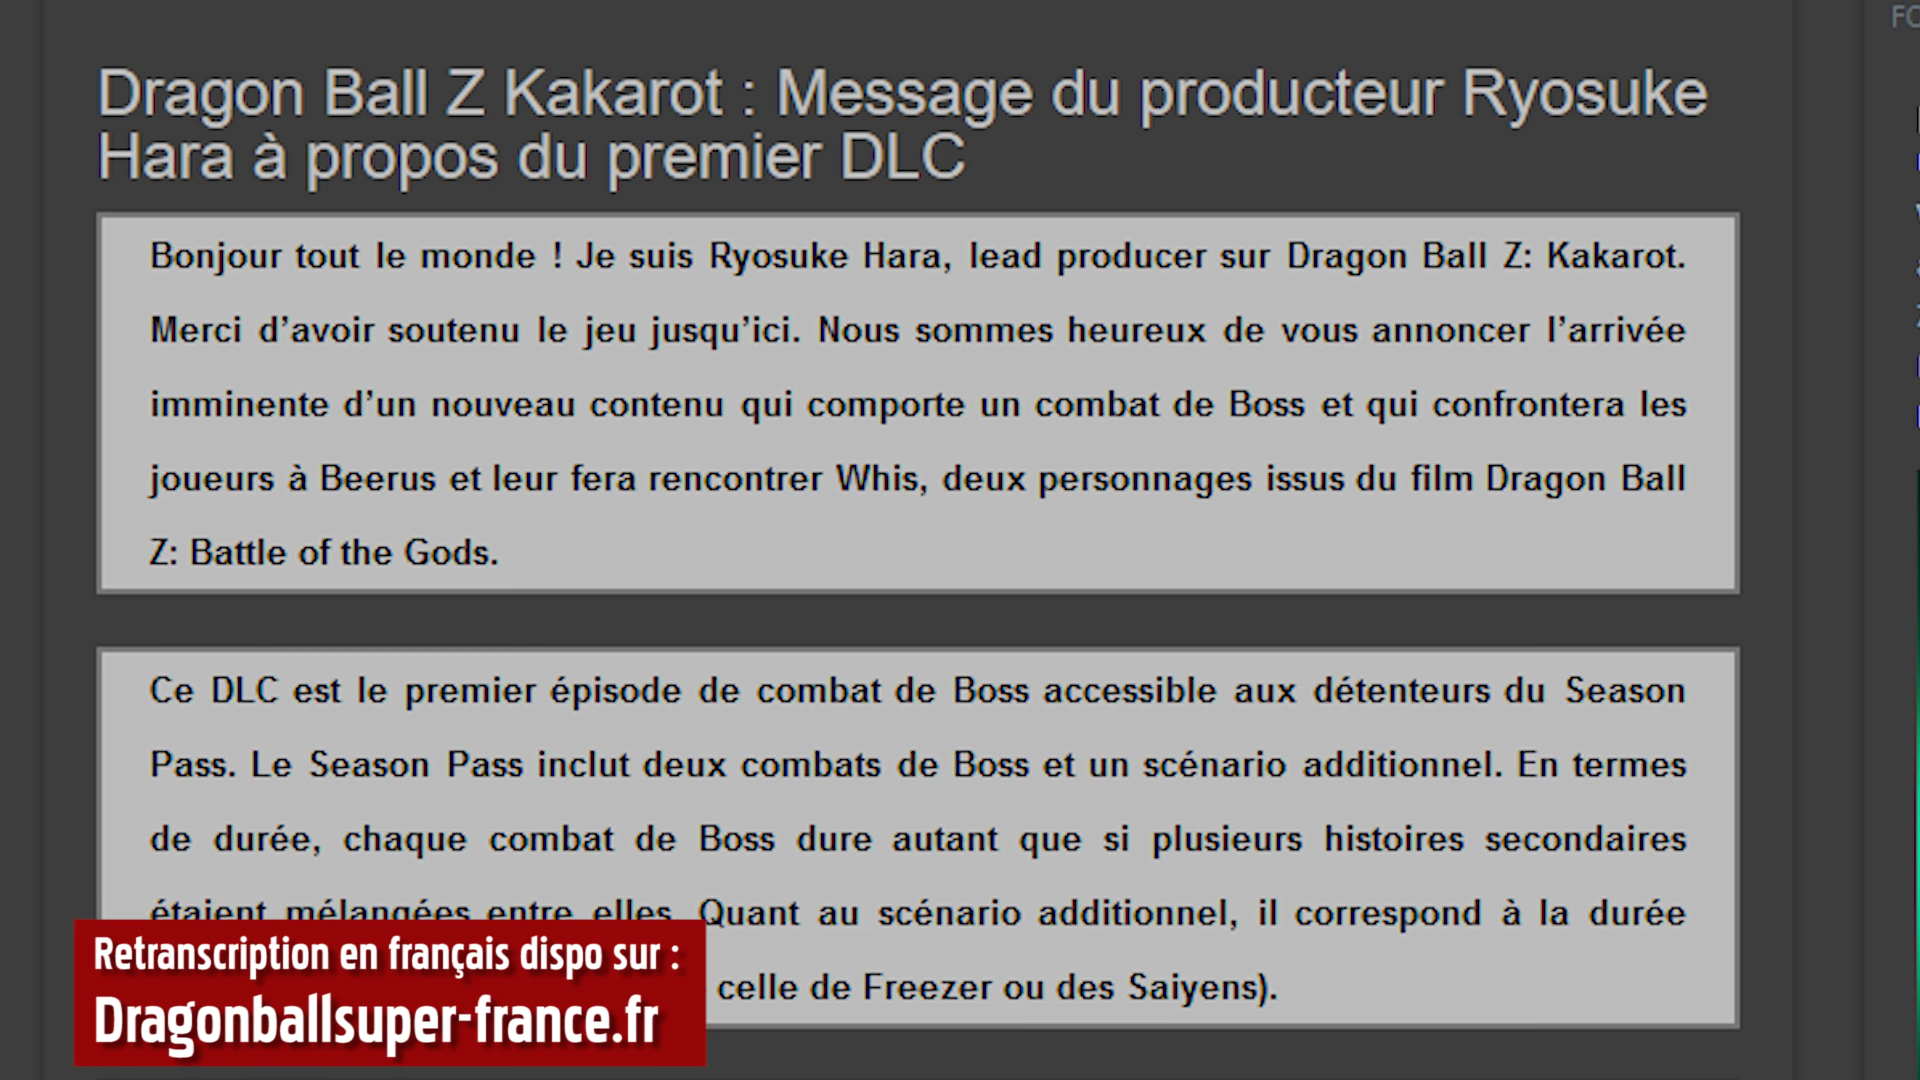 FO
Dragon Ball Z Kakarot : Message du producteur Ryosuke
Hara à propos du premier DLC
Bonjour tout le monde ! Je suis Ryosuke Hara, lead producer sur Dragon Ball Z: Kakarot.
Merci d’avoir soutenu le jeu jusqu’ici. Nous sommes heureux de vous annoncer l’arrivée
imminente d’un nouveau contenu qui comporte un combat de Boss et qui confrontera les
joueurs à Beerus et leur fera rencontrer Whis, deux personnages issus du film Dragon Ball
Z: Battle of the Gods.
Ce DLC est le premier épisode de combat de Boss accessible aux détenteurs du Season
Pass. Le Season Pass inclut deux combats de Boss et un scénario additionnel. En termes
de durée, chaque combat de Boss dure autant que si plusieurs histoires secondaires
étaient mélangées entre elles. Quant au scénario additionnel, il correspond à la durée
celle de Freezer ou des Saiyens).
Retranscription en français dispo sur :
Dragonballsuper-france.fr